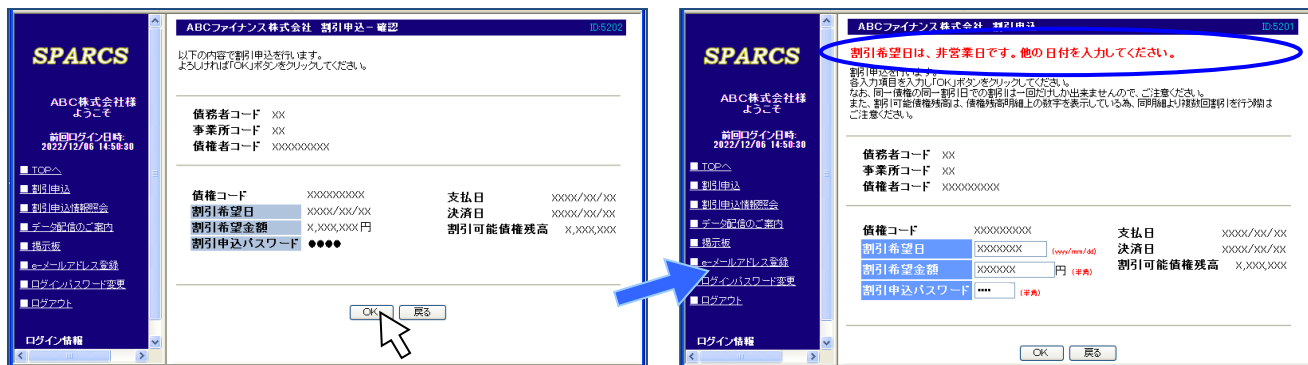 SPARCS
ABC株式会社様
ようこそ
前回ログイン日時:
2022/12/06 14:50:30
■ TOPへ
■ 割引申込
■ 割引申込情報照会
■ データ配信のご案内
■ 掲示板
■ e-メールアドレス登録
■ ログインパスワード変更
■ ログアウト
ログイン情報
ABCファイナンス株式会社 割引申込－確認 ID:5202
以下の内容で割引申込を行います。
よろしければ「OK」ボタンをクリックしてください。
債務者コード XX
事業所コード XX
債権者コード XXXXXXXXX
債権コード XXXXXXXXX 支払日 XXXX/XX/XX
割引希望日 XXXX/XX/XX 決済日 XXXX/XX/XX
割引希望金額 X,XXX,XXX円 割引可能債権残高 X,XXX,XXX
割引申込パスワード ●●●●
OK 戻る
SPARCS
ABC株式会社様
ようこそ
前回ログイン日時:
2022/12/06 14:50:30
■ TOPへ
■ 割引申込
■ 割引申込情報照会
■ データ配信のご案内
■ 掲示板
■ e-メールアドレス登録
ログインパスワード変更
■ ログアウト
ログイン情報
ABCファイナンス株式会社 割引申込 ID:5201
割引希望日は、非営業日です。他の日付を入力してください。
割引申込を行います。
各入力項目を入力し「OK」ボタンをクリックしてください。
なお、同一債権の同一割引日での割引は一回だけしか出来ませんので、ご注意ください。
また、割引可能債権残高は、債権残高明細上の数字を表示している為、同明細より複数回割引を行う際は
ご注意ください。
債務者コード XX
事業所コード XX
債権者コード XXXXXXXXX
債権コード XXXXXXXXX 支払日 XXXX/XX/XX
割引希望日 XXXXXXX (yyyy/mm/dd) 決済日 XXXX/XX/XX
割引希望金額 XXXXXX 円 (半角) 割引可能債権残高 X,XXX,XXX
割引申込パスワード •••• (半角)
OK 戻る